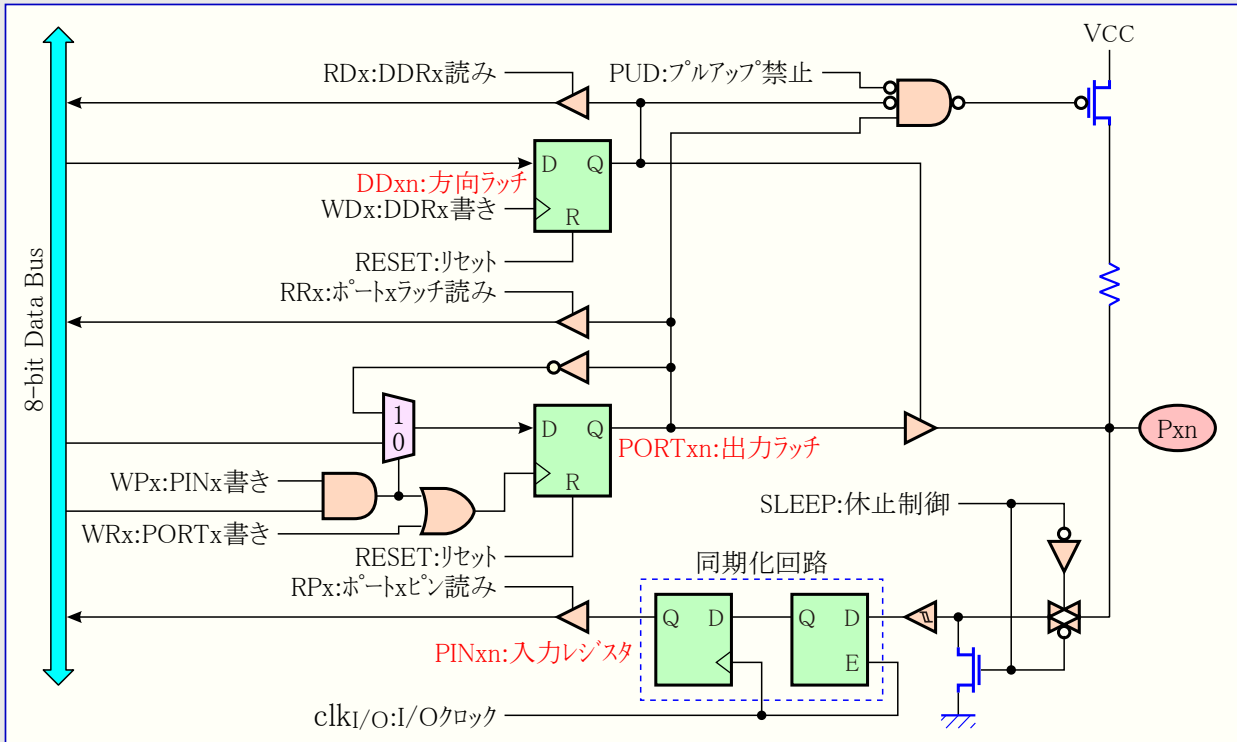 VCC
RDx:DDRx読み
PUD:プルアップ禁止
D Q
DDxn:方向ラッチ
WDx:DDRx書き
R
RESET:リセット
RRx:ポートxラッチ読み
8-bit Data Bus
1
0
D Q
PORTxn:出力ラッチ
Pxn
WPx:PINx書き
R
WRx:PORTx書き
SLEEP:休止制御
RESET:リセット
同期化回路
RPx:ポートxピン読み
Q D
Q D
PINxn:入力レジスタ
E
clkI/O:I/Oクロック